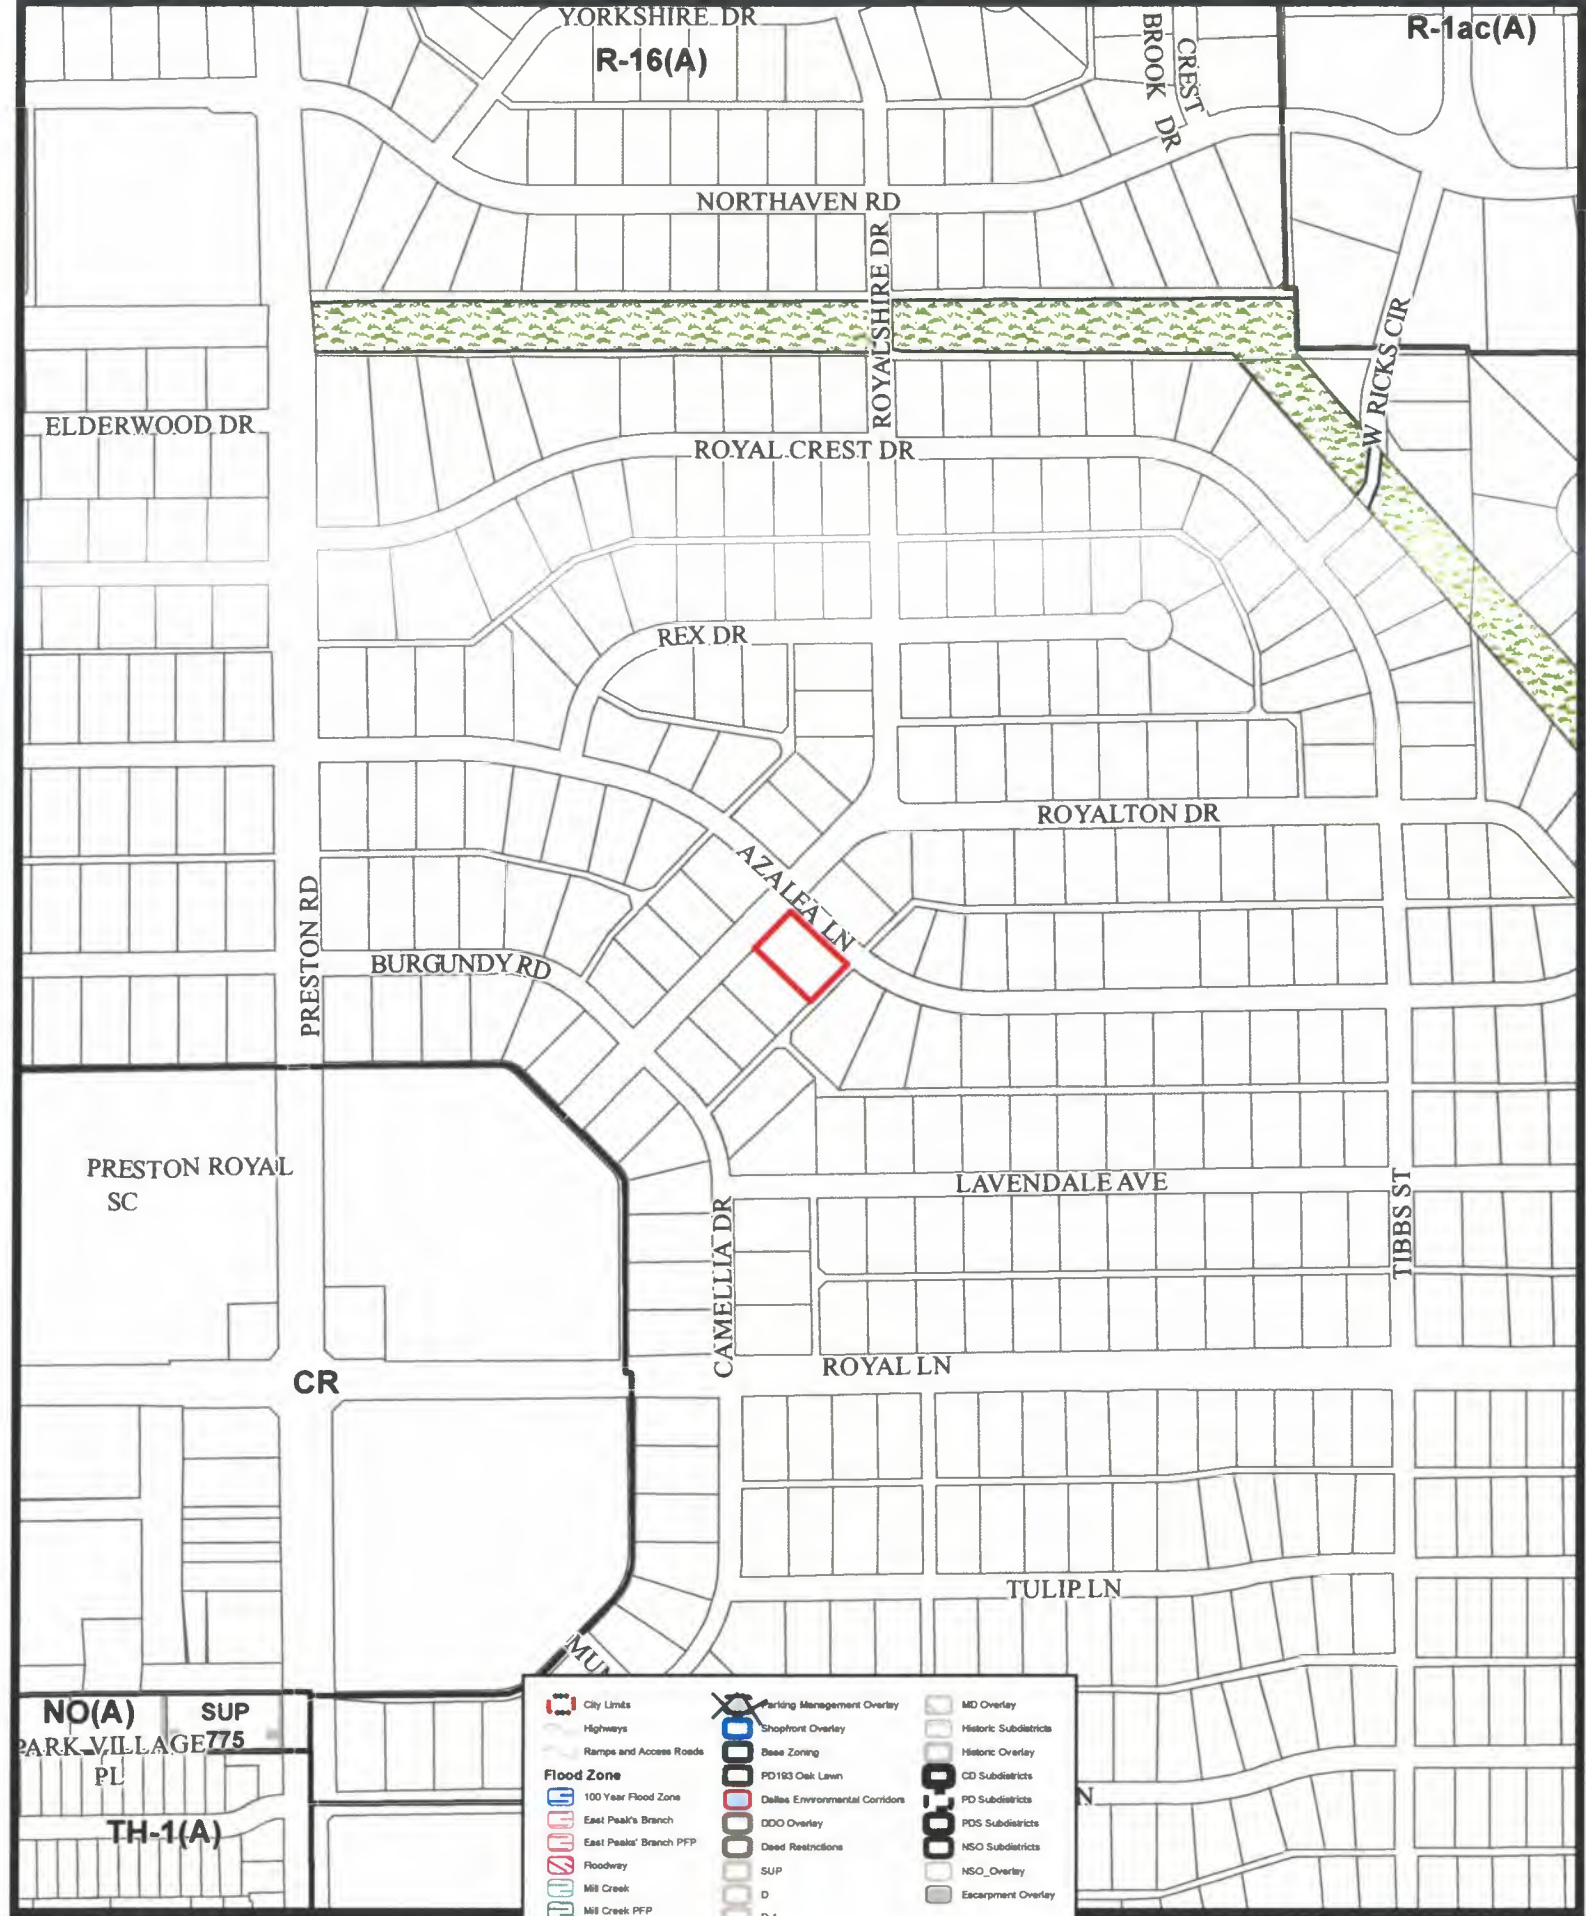 YORKSHIRE DR
R-16(A)
BROOK
CREST
DR
R-1ac(A)
NORTHAVEN RD
ROYALSHIRE DR
W RICKS CIR
ELDERWOOD DR
ROYAL CREST DR
REX DR
ROYALTON DR
AZALEA LN
PRESTON RD
BURGUNDY RD
PRESTON ROYAL
SC
LAVENDALE AVE
TIBBS ST
CAMELLIA DR
ROYAL LN
CR
TULIP LN
MUN
NO(A)
SUP
775
PARK VILLAGE
PL
TH-1(A)
N
City Limits
Highways
Ramps and Access Roads
Flood Zone
100 Year Flood Zone
East Peak's Branch
East Peaks' Branch PFP
Floodway
Mill Creek
Mill Creek PFP
Parking Management Overlay
Shopfront Overlay
Base Zoning
PD193 Oak Lawn
Dallas Environmental Corridors
DDO Overlay
Deed Restrictions
SUP
D
MD Overlay
Historic Subdistricts
Historic Overlay
CD Subdistricts
PD Subdistricts
PDS Subdistricts
NSO Subdistricts
NSO_Overlay
Escarpment Overlay